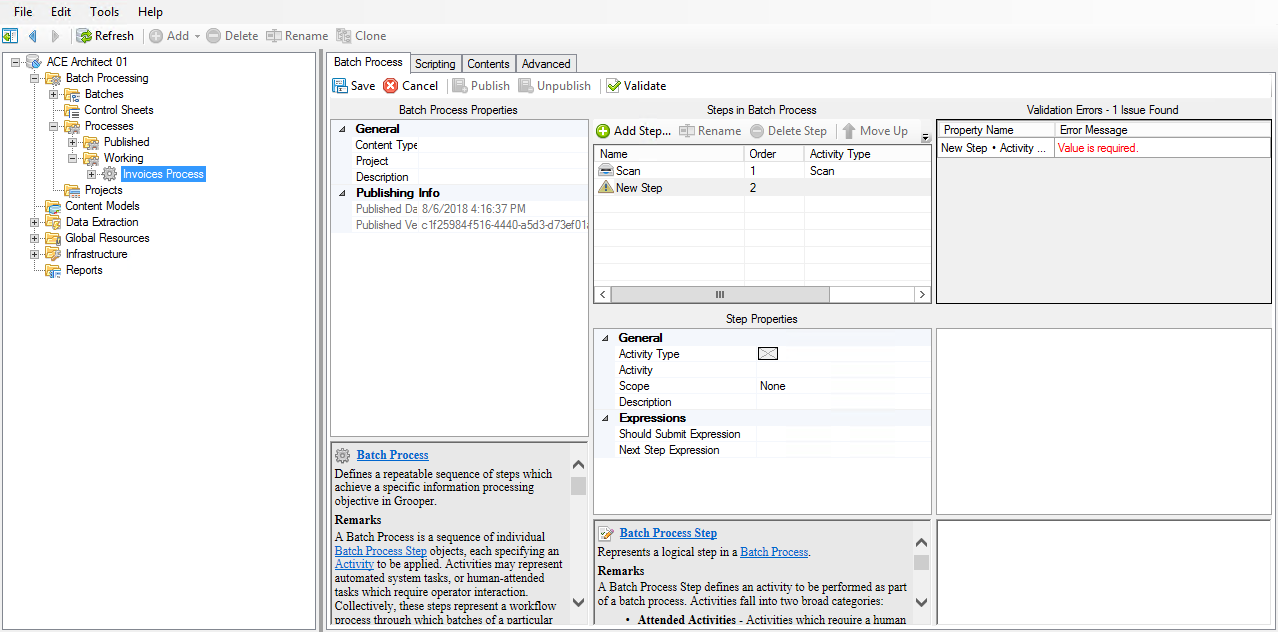 File Edit Tools Help
Refresh Add Delete Rename Clone
ACE Architect 01
Batch Processing
Batches
Control Sheets
Processes
Published
Working
Invoices Process
Projects
Content Models
Data Extraction
Global Resources
Infrastructure
Reports
Batch Process Scripting Contents Advanced
Save Cancel Publish Unpublish Validate
Batch Process Properties
General
Content Type
Project
Description
Publishing Info
Published Da 8/6/2018 4:16:37 PM
Published Ve c1f25984-f516-4440-a5d3-d73ef01a
Batch Process
Defines a repeatable sequence of steps which
achieve a specific information processing
objective in Grooper.
Remarks
A Batch Process is a sequence of individual
Batch Process Step objects, each specifying an
Activity to be applied. Activities may represent
automated system tasks, or human-attended
tasks which require operator interaction.
Collectively, these steps represent a workflow
process through which batches of a particular
Steps in Batch Process
Add Step... Rename Delete Step Move Up
Name Order Activity Type
Scan 1 Scan
New Step 2
Step Properties
General
Activity Type
Activity
Scope None
Description
Expressions
Should Submit Expression
Next Step Expression
Batch Process Step
Represents a logical step in a Batch Process.
Remarks
A Batch Process Step defines an activity to be performed as part
of a batch process. Activities fall into two broad categories:
• Attended Activities - Activities which require a human
Validation Errors - 1 Issue Found
Property Name Error Message
New Step • Activity ... Value is required.